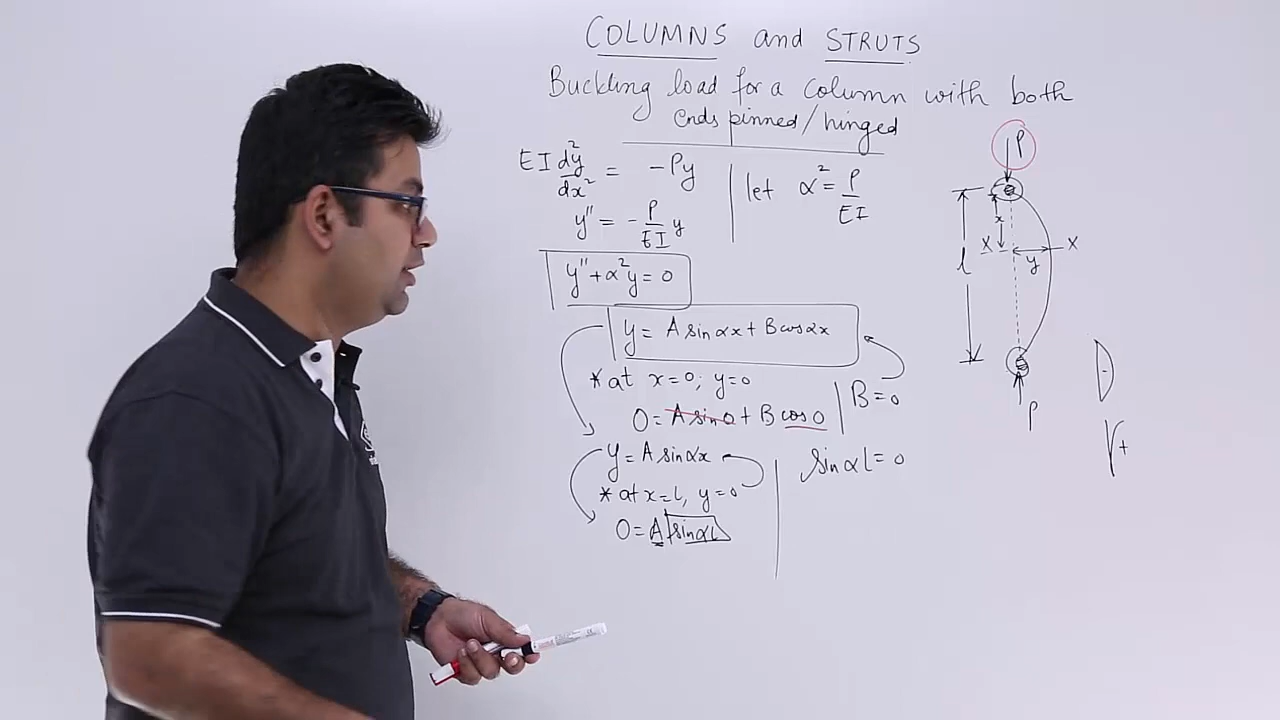 COLUMNS and STRUTS
Buckling load for a column with both
ends pinned/hinged
EI d²y/dx² = -Py
let α² = P/EI
y'' = - P/EI y
y''+α²y=0
y= A sin αx + B cos αx
* at x=0; y=0
0= A sin 0 + B cos 0
B=0
y= A sin αx
* at x=l, y=0
0= A sin αl
sin αl = 0
P
x
X
X
y
l
P
-
+